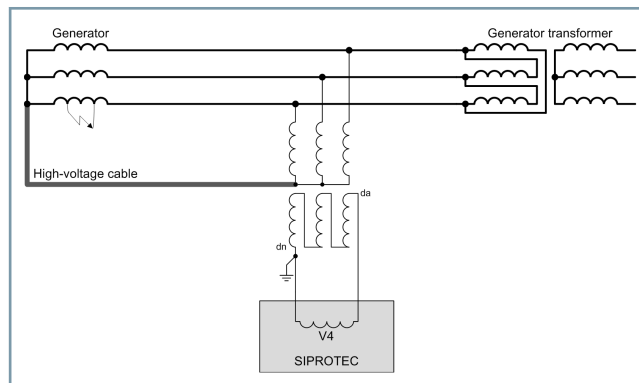 Generator
Generator transformer
High-voltage cable
da
dn
V4
SIPROTEC